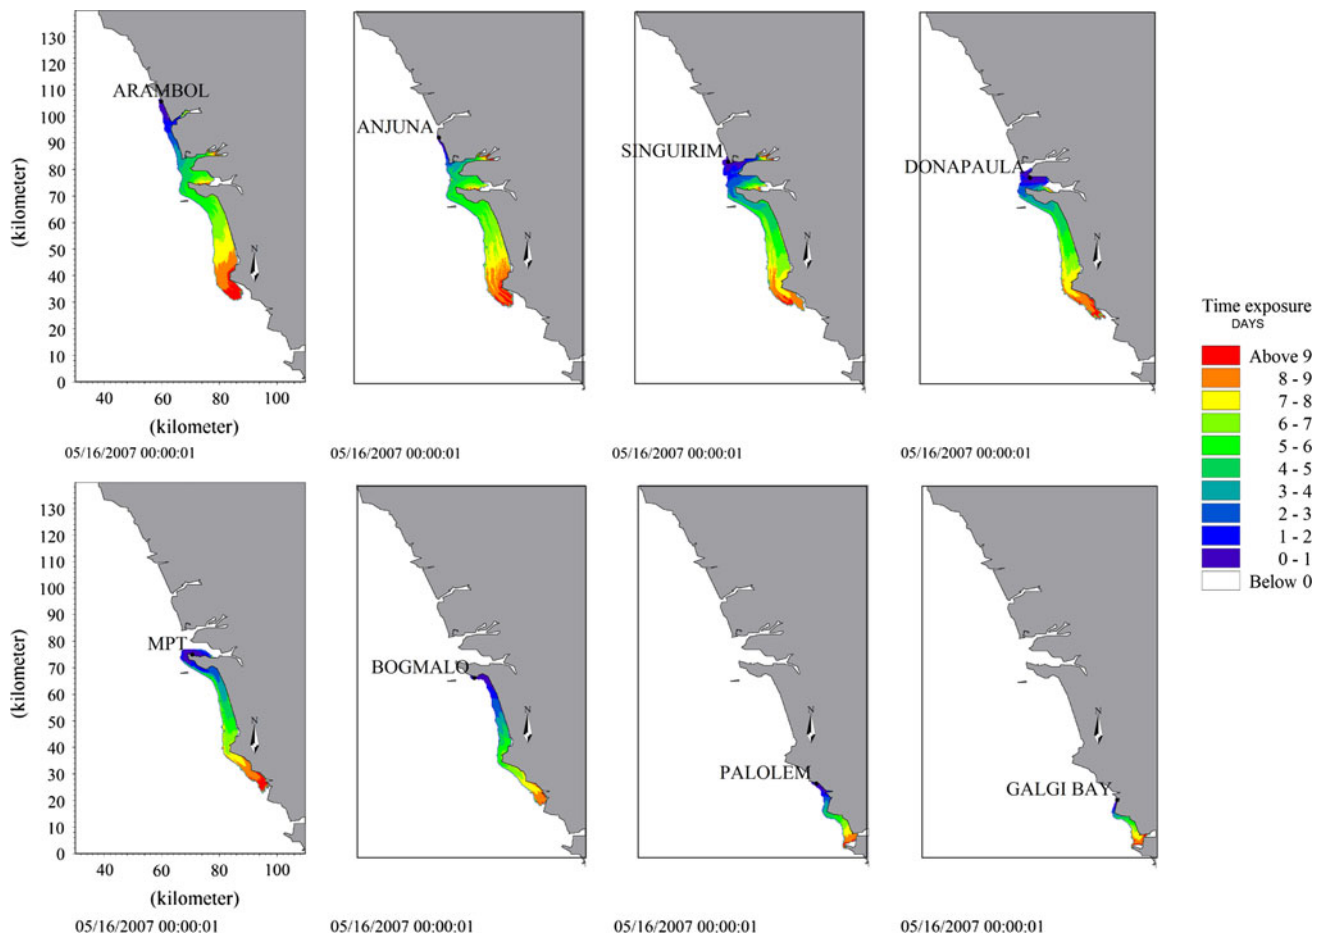 130
120
110
100
90
80
70
60
50
40
30
20
10
0
(kilometer)
40 60 80 100
(kilometer)
ARAMBOL
N
05/16/2007 00:00:01
ANJUNA
N
05/16/2007 00:00:01
SINGUIRIM
N
05/16/2007 00:00:01
DONAPAULA
N
05/16/2007 00:00:01
Time exposure
DAYS
Above 9
8 - 9
7 - 8
6 - 7
5 - 6
4 - 5
3 - 4
2 - 3
1 - 2
0 - 1
Below 0
130
120
110
100
90
80
70
60
50
40
30
20
10
0
(kilometer)
40 60 80 100
(kilometer)
MPT
N
05/16/2007 00:00:01
BOGMALO
N
05/16/2007 00:00:01
PALOLEM
N
05/16/2007 00:00:01
GALGI BAY
N
05/16/2007 00:00:01